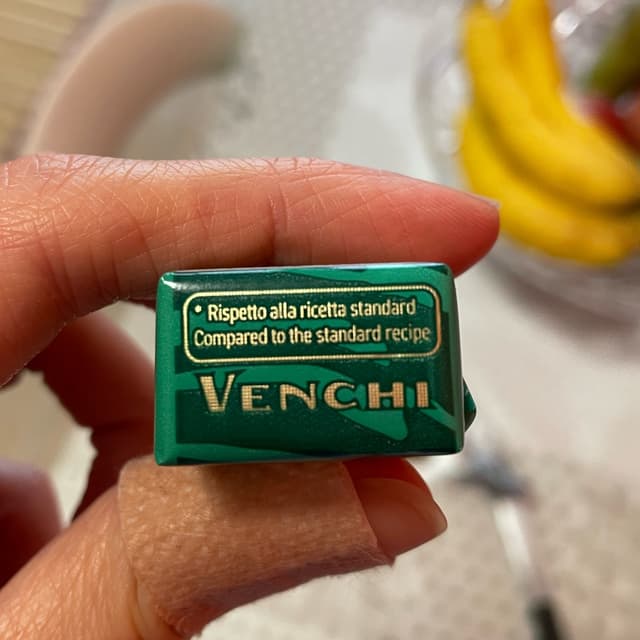 * Rispetto alla ricetta standard
Compared to the standard recipe
VENCHI